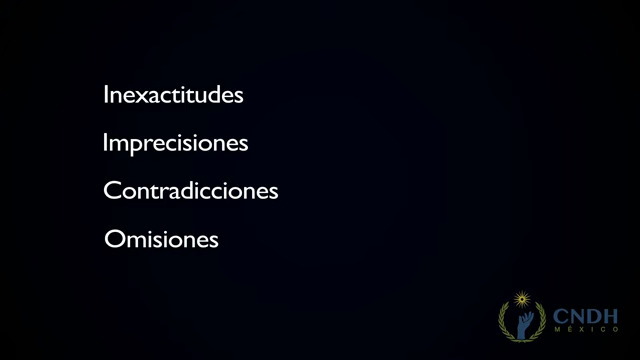 Inexactitudes
Imprecisiones
Contradicciones
Omisiones
CNDH
MÉXICO